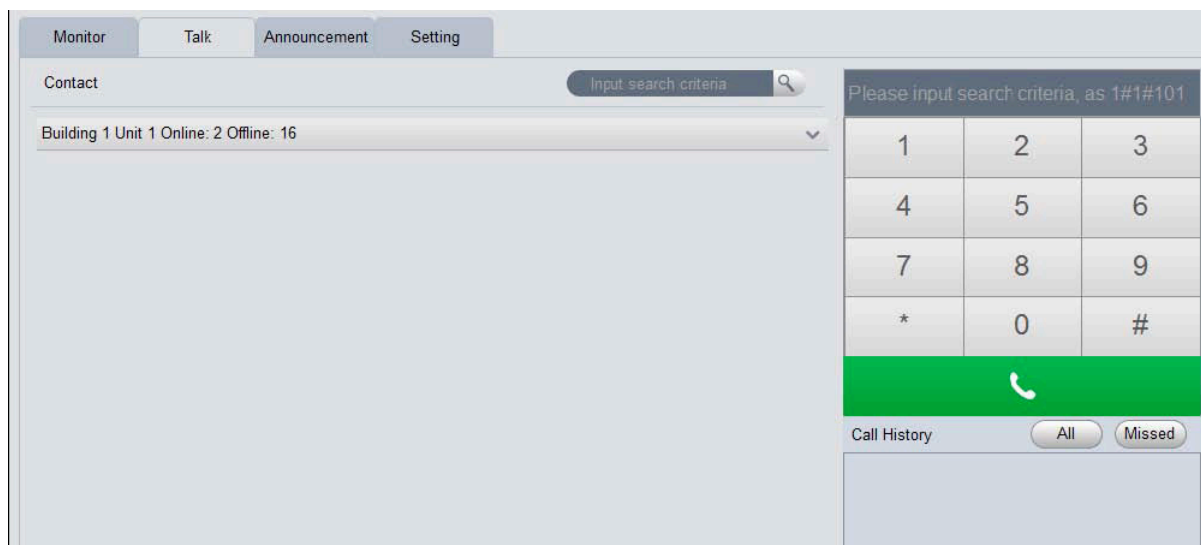 Monitor Talk Announcement Setting
Contact
Input search criteria
Building 1 Unit 1 Online: 2 Offline: 16
Please input search criteria, as 1#1#101
1 2 3
4 5 6
7 8 9
* 0 #
Call History All Missed